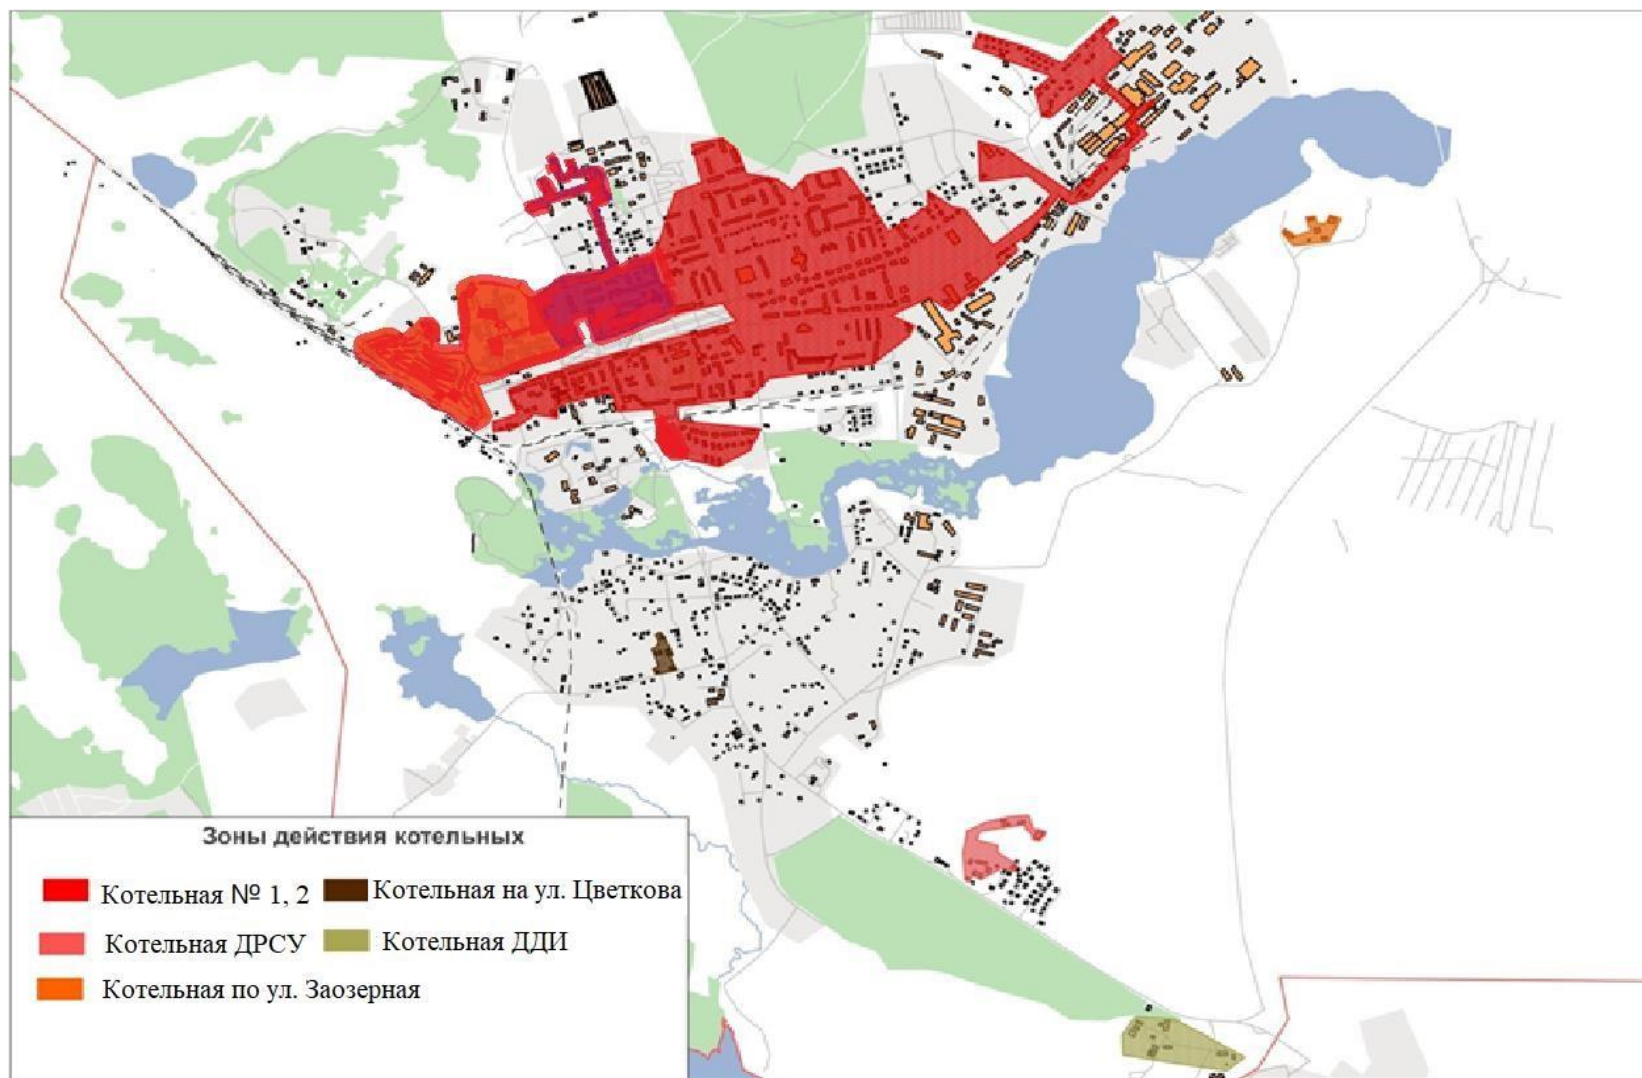 Зоны действия котельных
Котельная № 1, 2
Котельная на ул. Цветкова
Котельная ДРСУ
Котельная ДДИ
Котельная по ул. Заозерная